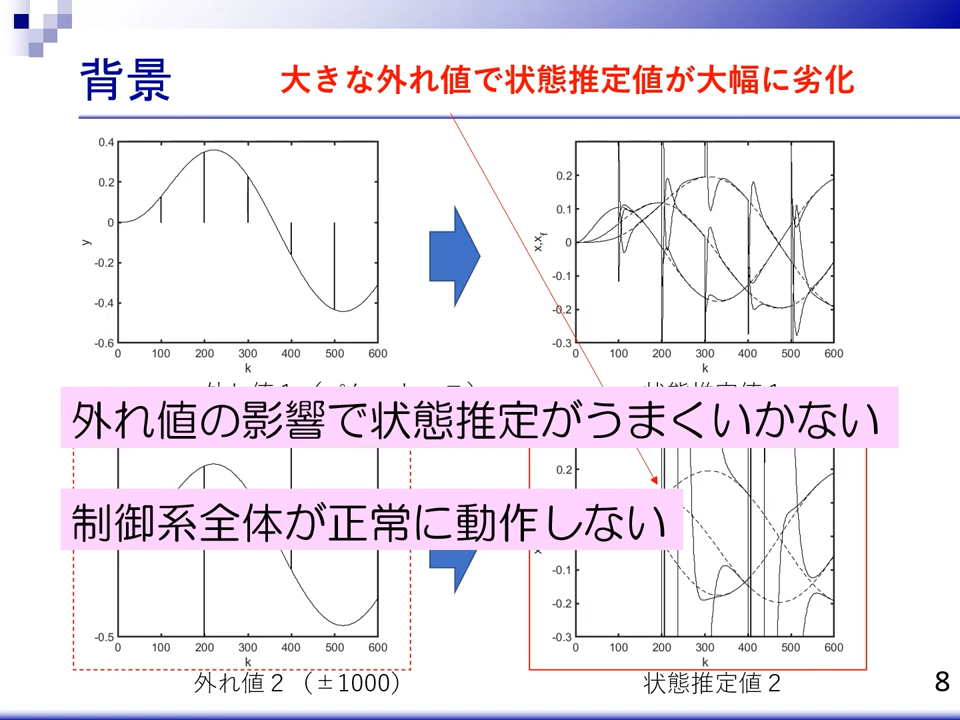 背景
大きな外れ値で状態推定値が大幅に劣化
0.4
0.2
0
-0.2
-0.4
-0.6
y
0 100 200 300 400 500 600
k
0.2
0.1
0
-0.1
-0.2
-0.3
x,xf
0 100 200 300 400 500 600
k
外れ値の影響で状態推定がうまくいかない
制御系全体が正常に動作しない
-0.5
0 100 200 300 400 500 600
k
外れ値2（±1000）
0.2
-0.1
-0.2
-0.3
0 100 200 300 400 500 600
k
状態推定値2
8